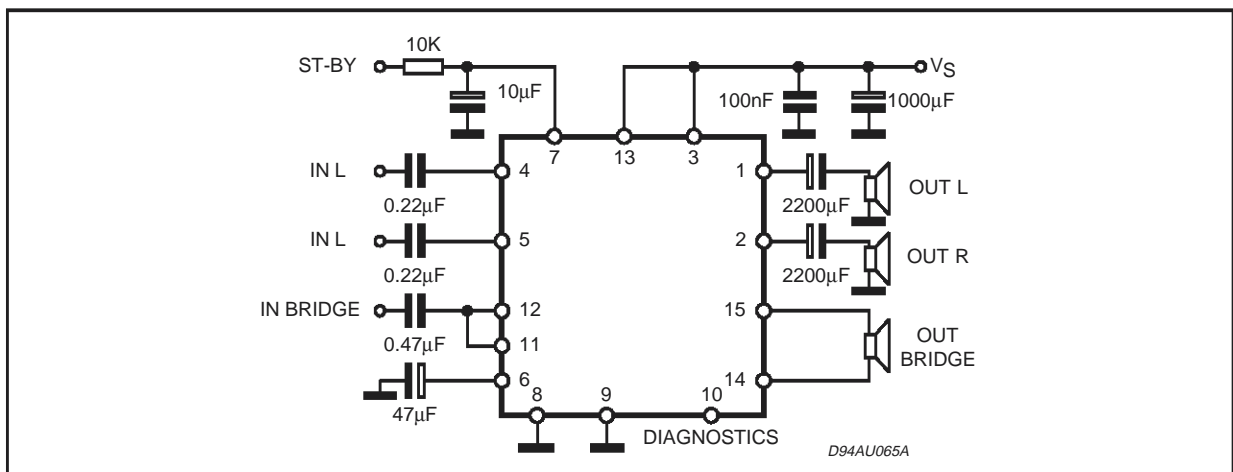 10K
ST-BY
10µF
100nF
1000µF
VS
7
13
3
IN L
0.22µF
4
1
2200µF
OUT L
IN L
0.22µF
5
2
2200µF
OUT R
IN BRIDGE
0.47µF
12
11
15
OUT
BRIDGE
14
47µF
6
8
9
10
DIAGNOSTICS
D94AU065A